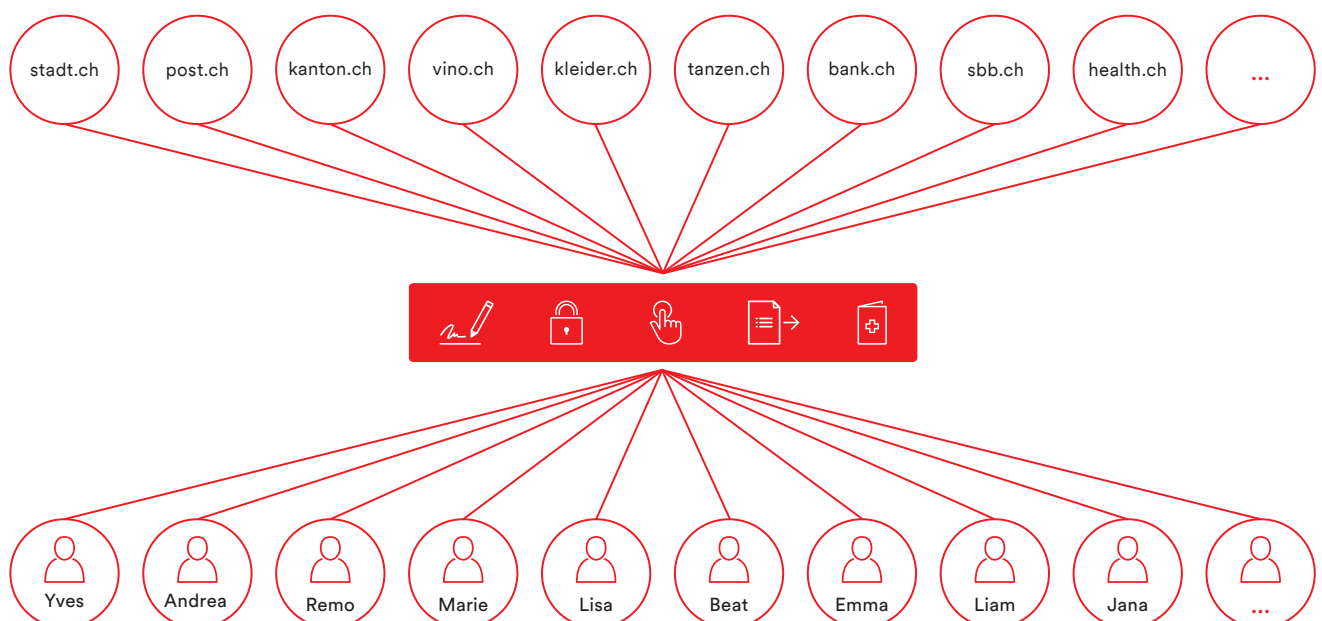 stadt.ch
post.ch
kanton.ch
vino.ch
kleider.ch
tanzen.ch
bank.ch
sbb.ch
health.ch
...
Yves
Andrea
Remo
Marie
Lisa
Beat
Emma
Liam
Jana
...